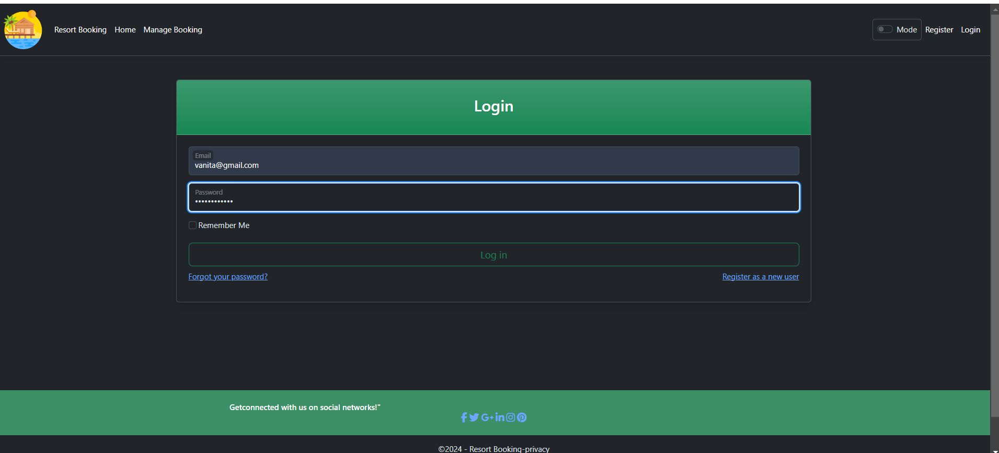 Resort Booking Home Manage Booking Mode Register Login
Login
Email
vanita@gmail.com
Password
••••••••••••
Remember Me
Log in
Forgot your password? Register as a new user
Getconnected with us on social networks!"
©2024 - Resort Booking-privacy